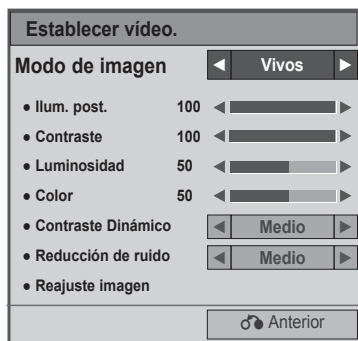 Establecer vídeo.
Modo de imagen ◄ Vivos ►
● Ilum. post. 100
● Contraste 100
● Luminosidad 50
● Color 50
● Contraste Dinámico ◄ Medio ►
● Reducción de ruido ◄ Medio ►
● Reajuste imagen
Anterior